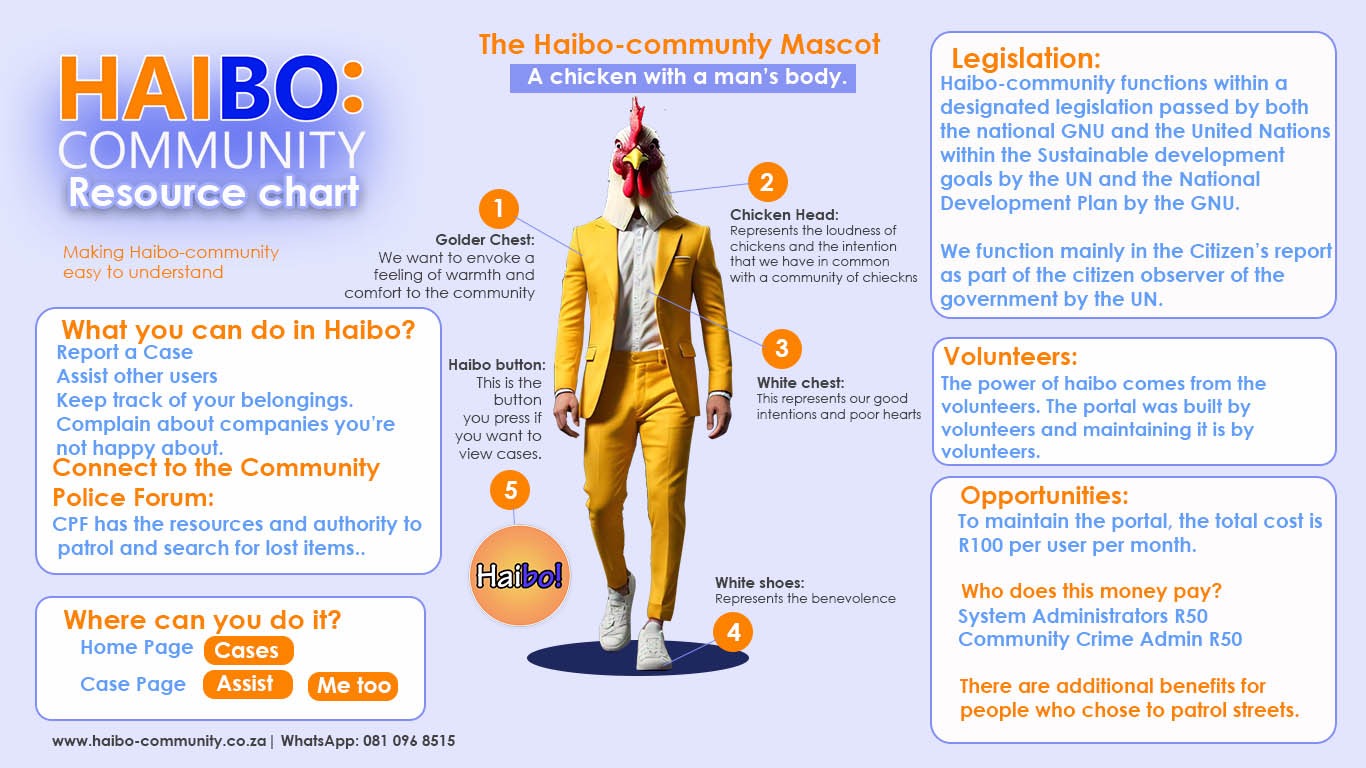 HAIBO:
COMMUNITY
Resource chart
Making Haibo-community
easy to understand
What you can do in Haibo?
Report a Case
Assist other users
Keep track of your belongings.
Complain about companies you're
not happy about.
Connect to the Community
Police Forum:
CPF has the resources and authority to
patrol and search for lost items..
Where can you do it?
Home Page Cases
Case Page Assist Me too
www.haibo-community.co.za| WhatsApp: 081 096 8515
The Haibo-communty Mascot
A chicken with a man's body.
1
Golder Chest:
We want to envoke a
feeling of warmth and
comfort to the community
2
Chicken Head:
Represents the loudness of
chickens and the intention
that we have in common
with a community of chieckns
3
White chest:
This represents our good
intentions and poor hearts
Haibo button:
This is the
button
you press if
you want to
view cases.
5
Haibo!
White shoes:
Represents the benevolence
4
Legislation:
Haibo-community functions within a
designated legislation passed by both
the national GNU and the United Nations
within the Sustainable development
goals by the UN and the National
Development Plan by the GNU.
We function mainly in the Citizen's report
as part of the citizen observer of the
government by the UN.
Volunteers:
The power of haibo comes from the
volunteers. The portal was built by
volunteers and maintaining it is by
volunteers.
Opportunities:
To maintain the portal, the total cost is
R100 per user per month.
Who does this money pay?
System Administrators R50
Community Crime Admin R50
There are additional benefits for
people who chose to patrol streets.